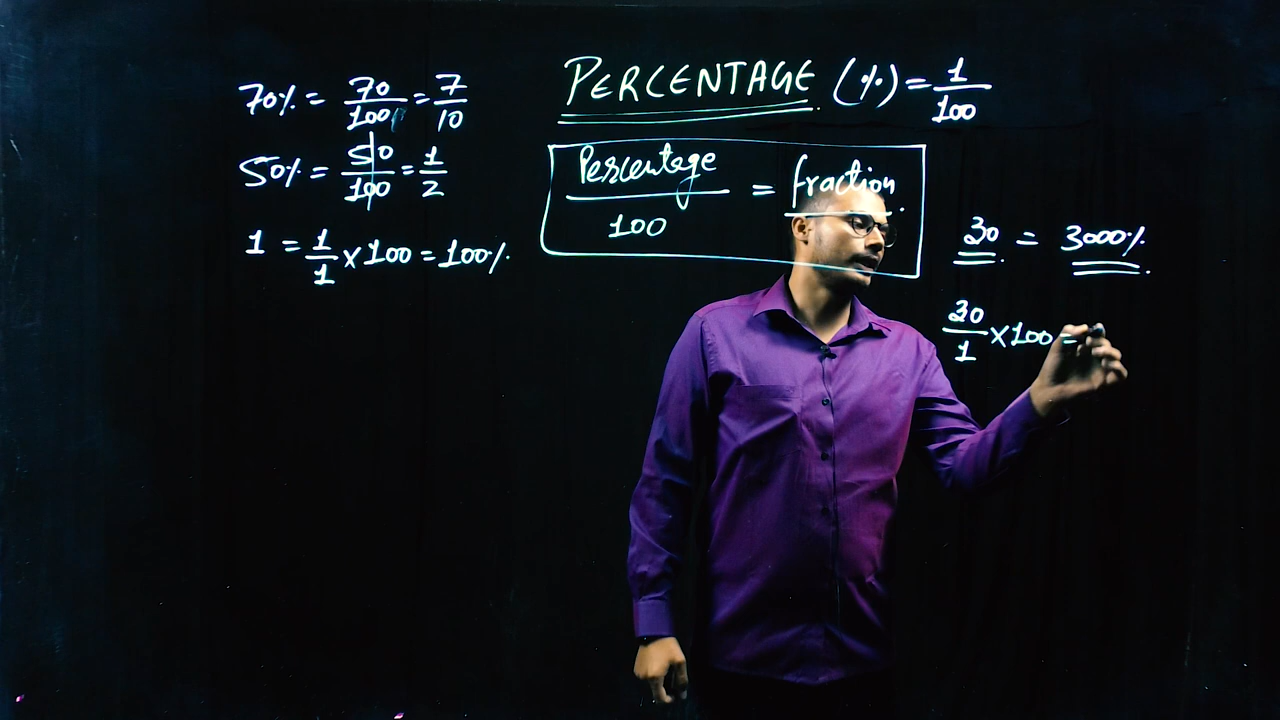 PERCENTAGE (%) = 1/100
70% = 70/100 = 7/10
50% = 50/100 = 1/2
1 = 1/1 × 100 = 100%.
Percentage/100 = fraction.
30 = 3000%.
30/1 × 100 =